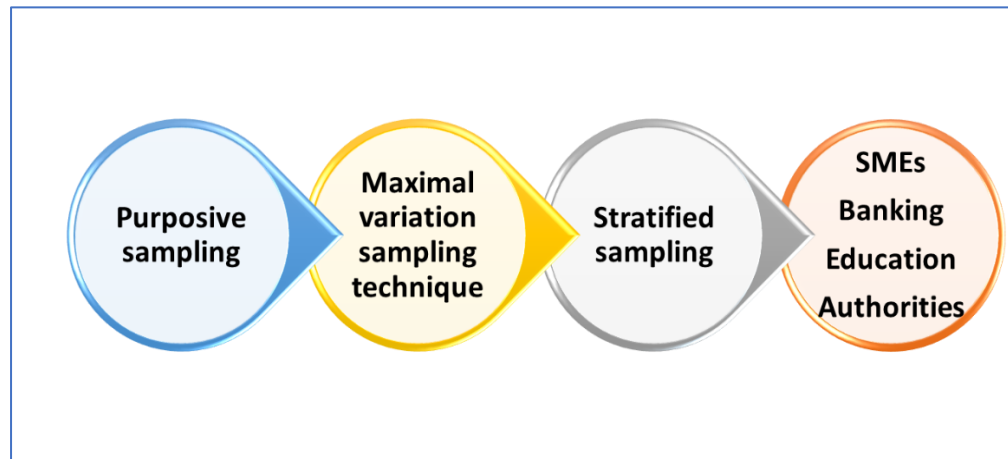 Purposive
sampling
Maximal
variation
sampling
technique
Stratified
sampling
SMEs
Banking
Education
Authorities